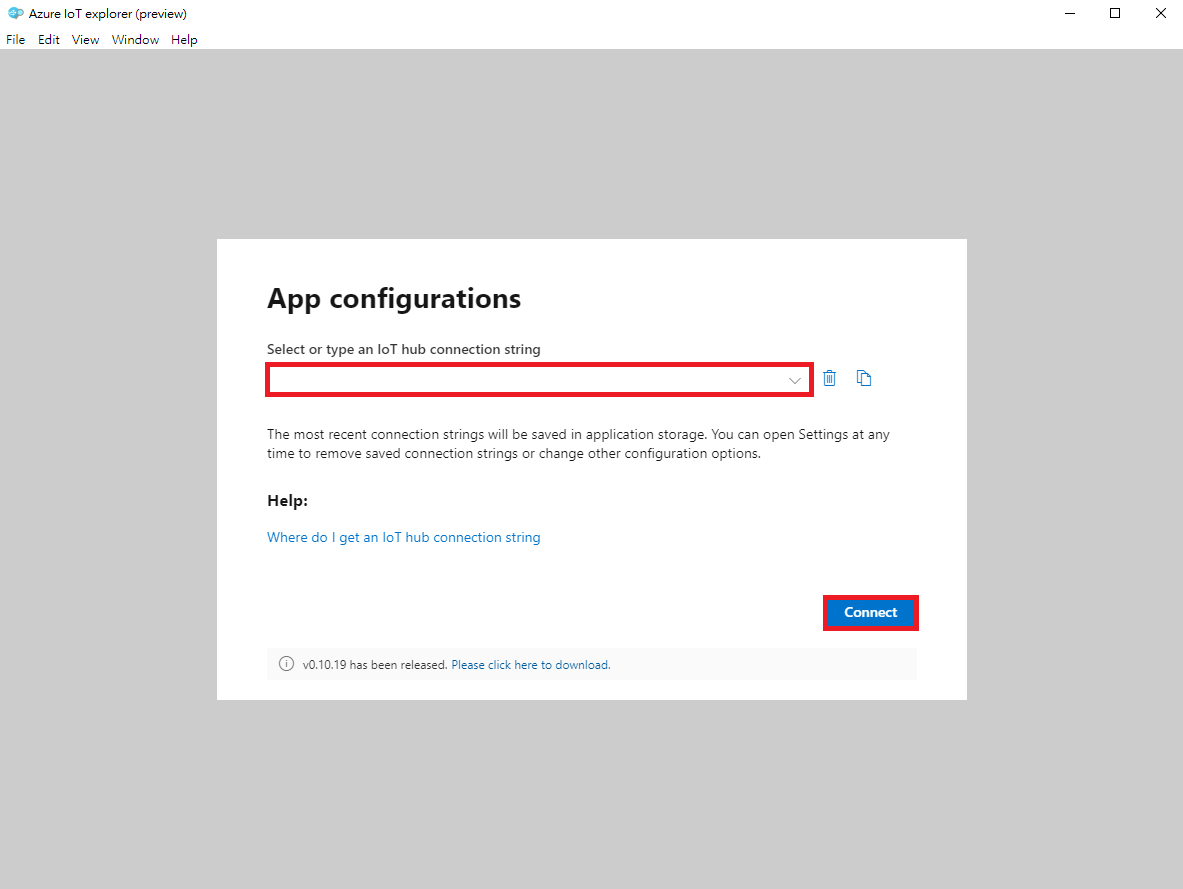 Azure IoT explorer (preview)
File Edit View Window Help
App configurations
Select or type an IoT hub connection string
The most recent connection strings will be saved in application storage. You can open Settings at any
time to remove saved connection strings or change other configuration options.
Help:
Where do I get an IoT hub connection string
Connect
v0.10.19 has been released. Please click here to download.